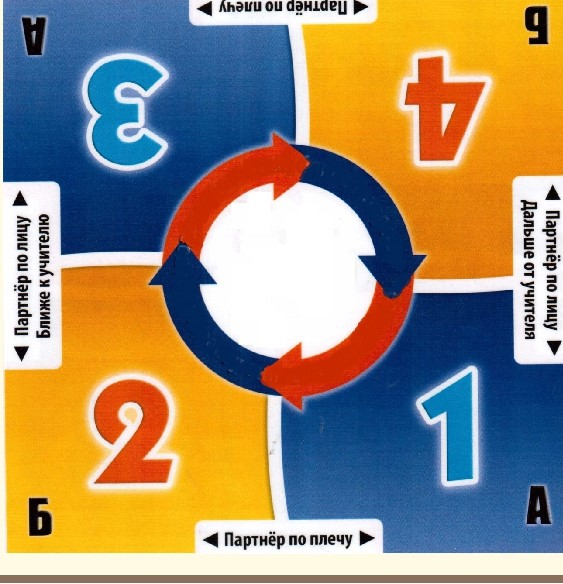 Партнёр по плечу
А
Б
3
4
Партнёр по лицу
Ближе к учителю
Партнёр по лицу
Дальше от учителя
2
1
Б
А
Партнёр по плечу